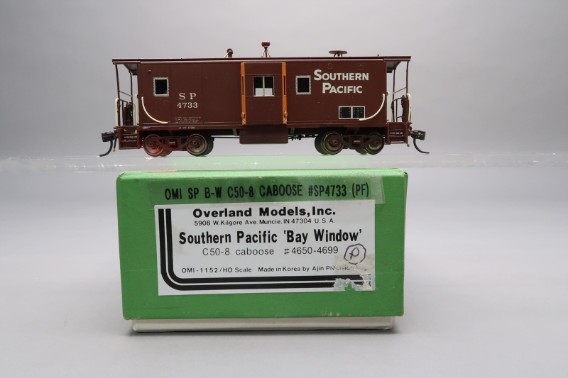 SOUTHERN
PACIFIC
S P
4733
OMI SP B-W C50-8 CABOOSE #SP4733 (PF)
Overland Models, Inc.
5908 W. Kilgore Ave. Muncie, IN 47304 U.S.A.
Southern Pacific 'Bay Window'
C50-8 caboose #4650-4699
OMI-1152/HO Scale Made in Korea by Ajin